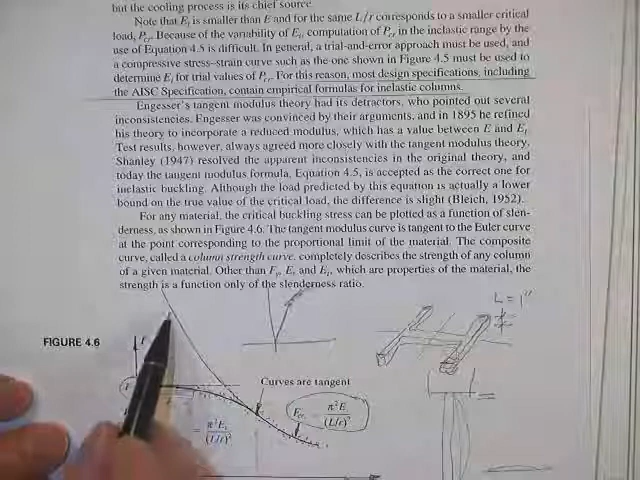 but the cooling process is its chief source.
Note that Et is smaller than E and for the same L/r corresponds to a smaller critical
load, Pcr. Because of the variability of Et, computation of Pcr in the inelastic range by the
use of Equation 4.5 is difficult. In general, a trial-and-error approach must be used, and
a compressive stress–strain curve such as the one shown in Figure 4.5 must be used to
determine Et for trial values of Pcr. For this reason, most design specifications, including
the AISC Specification, contain empirical formulas for inelastic columns.
Engesser's tangent modulus theory had its detractors, who pointed out several
inconsistencies. Engesser was convinced by their arguments, and in 1895 he refined
his theory to incorporate a reduced modulus, which has a value between E and Et.
Test results, however, always agreed more closely with the tangent modulus theory.
Shanley (1947) resolved the apparent inconsistencies in the original theory, and
today the tangent modulus formula, Equation 4.5, is accepted as the correct one for
inelastic buckling. Although the load predicted by this equation is actually a lower
bound on the true value of the critical load, the difference is slight (Bleich, 1952).
For any material, the critical buckling stress can be plotted as a function of slen-
derness, as shown in Figure 4.6. The tangent modulus curve is tangent to the Euler curve
at the point corresponding to the proportional limit of the material. The composite
curve, called a column strength curve, completely describes the strength of any column
of a given material. Other than Fy, E, and Et, which are properties of the material, the
strength is a function only of the slenderness ratio.
L = 1"
FIGURE 4.6
F
Curves are tangent
Fcr = π²E / (L/r)²
= π²Et / (L/r)²